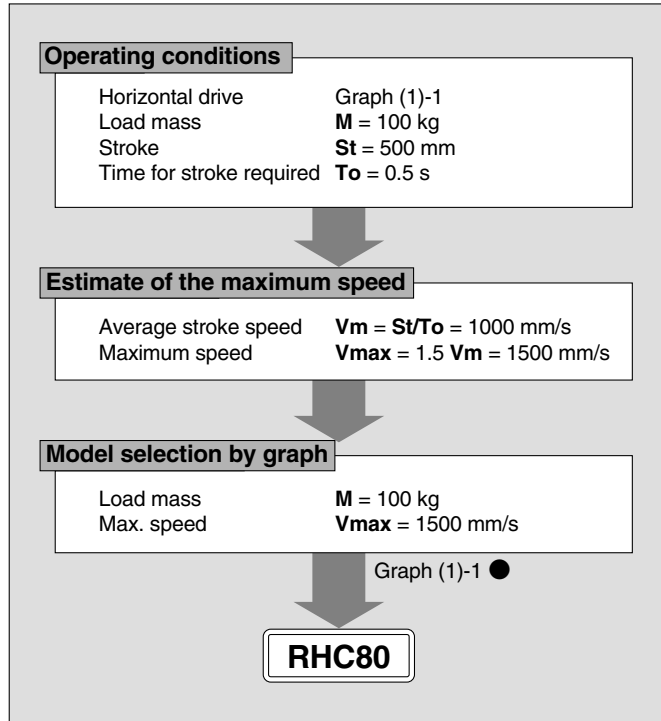 Operating conditions
Horizontal drive Graph (1)-1
Load mass M = 100 kg
Stroke St = 500 mm
Time for stroke required To = 0.5 s
Estimate of the maximum speed
Average stroke speed Vm = St/To = 1000 mm/s
Maximum speed Vmax = 1.5 Vm = 1500 mm/s
Model selection by graph
Load mass M = 100 kg
Max. speed Vmax = 1500 mm/s
Graph (1)-1 ●
RHC80